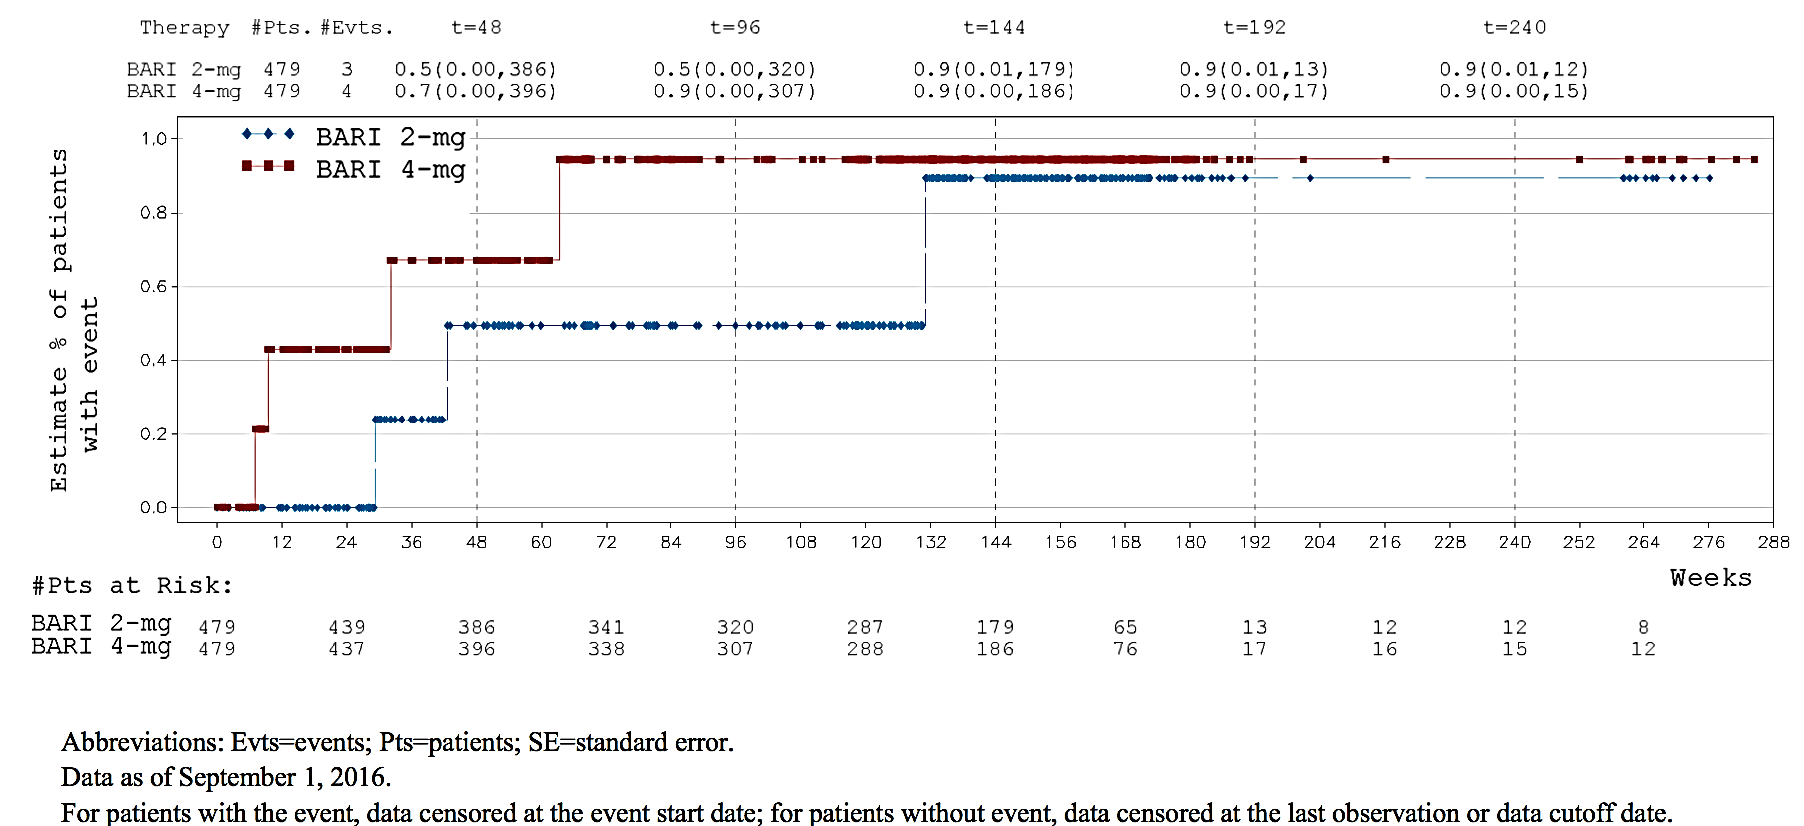 Therapy #Pts. #Evts. t=48 t=96 t=144 t=192 t=240
BARI 2-mg 479 3 0.5(0.00,386) 0.5(0.00,320) 0.9(0.01,179) 0.9(0.01,13) 0.9(0.01,12)
BARI 4-mg 479 4 0.7(0.00,396) 0.9(0.00,307) 0.9(0.00,186) 0.9(0.00,17) 0.9(0.00,15)
BARI 2-mg
BARI 4-mg
Estimate % of patients
with event
1.0
0.8
0.6
0.4
0.2
0.0
0 12 24 36 48 60 72 84 96 108 120 132 144 156 168 180 192 204 216 228 240 252 264 276 288
Weeks
#Pts at Risk:
BARI 2-mg 479 439 386 341 320 287 179 65 13 12 12 8
BARI 4-mg 479 437 396 338 307 288 186 76 17 16 15 12
Abbreviations: Evts=events; Pts=patients; SE=standard error.
Data as of September 1, 2016.
For patients with the event, data censored at the event start date; for patients without event, data censored at the last observation or data cutoff date.